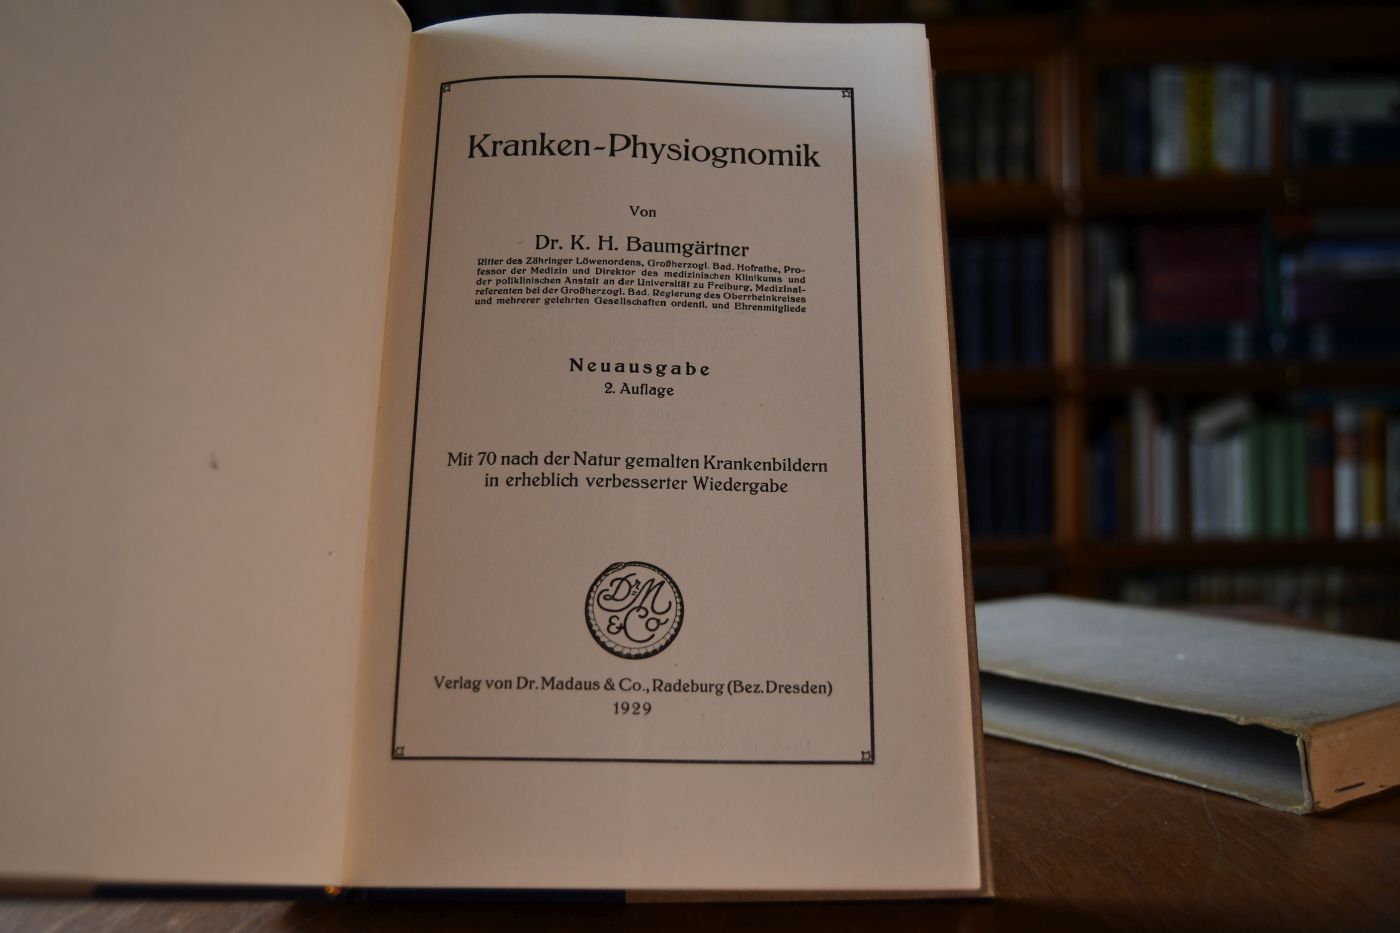 Kranken-Physiognomik
Von
Dr. K. H. Baumgärtner
Ritter des Zähringer Löwenordens, Großherzogl. Bad. Hofrathe, Pro-
fessor der Medizin und Direktor des medizinischen Klinikums und
der poliklinischen Anstalt an der Universität zu Freiburg, Medizinal-
referenten bei der Großherzogl. Bad. Regierung des Oberrheinkreises
und mehrerer gelehrten Gesellschaften ordentl. und Ehrenmitgliede
Neuausgabe
2. Auflage
Mit 70 nach der Natur gemalten Krankenbildern
in erheblich verbesserter Wiedergabe
Dr. M
& Co
Verlag von Dr. Madaus & Co., Radeburg (Bez. Dresden)
1929